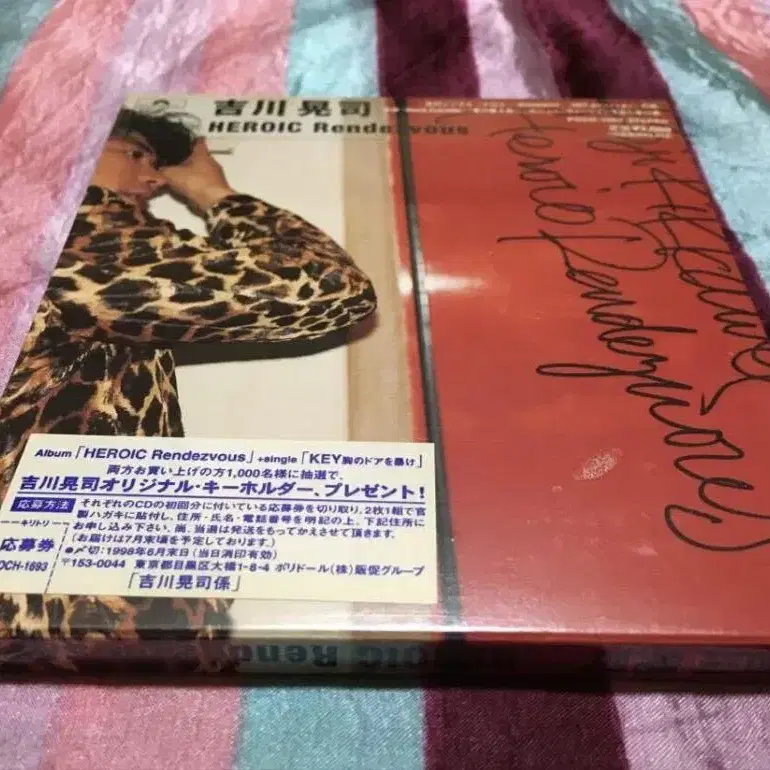 吉川晃司
HEROIC Rendezvous
Heroic Rendezvous
Album「HEROIC Rendezvous」+single「KEY胸のドアを暴け」
両方お買い上げの方1,000名様に抽選で、
吉川晃司オリジナル・キーホルダー、プレゼント！
応募方法
それぞれのCDの初回分に付いている応募券を切り取り、2枚1組で官
製ハガキに貼付し、住所・氏名・電話番号を明記の上、下記住所に
お申し込み下さい。尚、当選は発送をもってかえさせて頂きます。
（お届けは7月末頃を予定しております。）
●〆切：1998年6月末日（当日消印有効）
〒153-0044 東京都目黒区大橋1-8-4 ポリドール（株）販促グループ
「吉川晃司係」
キリトリ
応募券
POCH-1693
HEROIC Rend